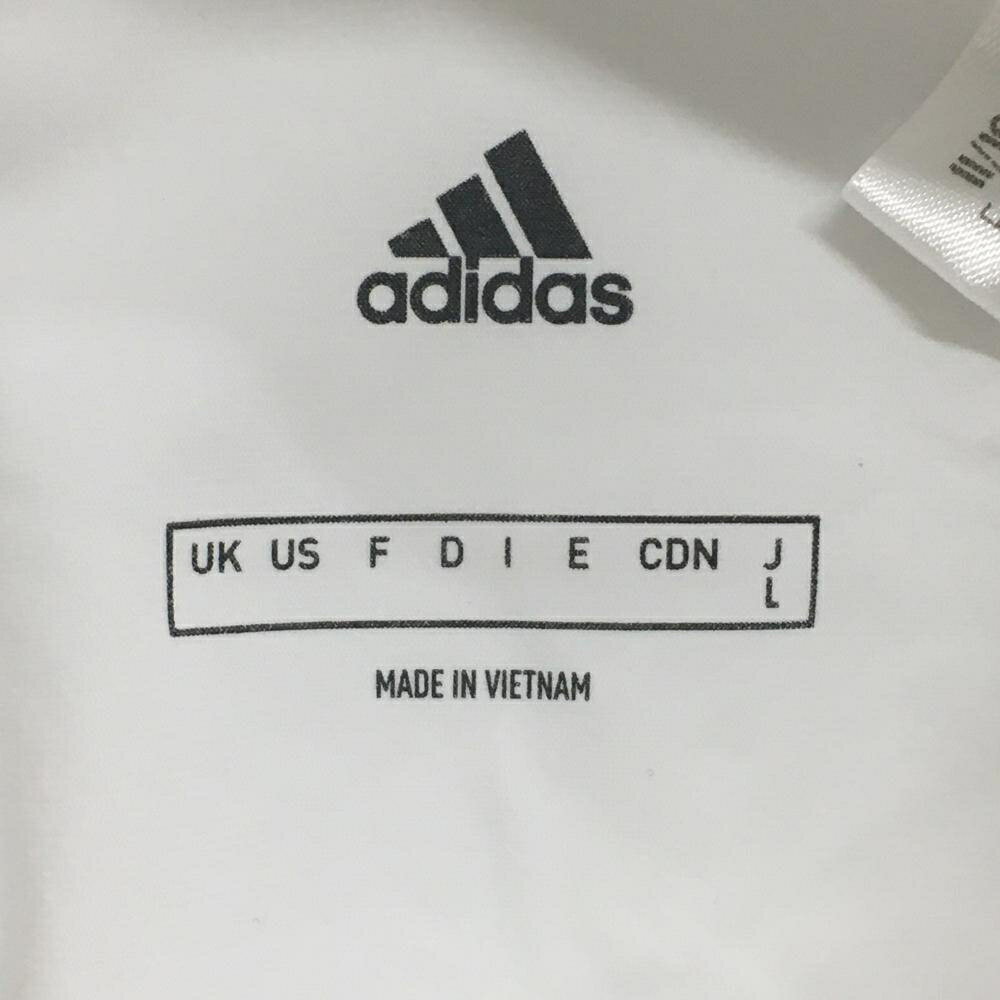 adidas
UK US F D I E CDN J
L
MADE IN VIETNAM